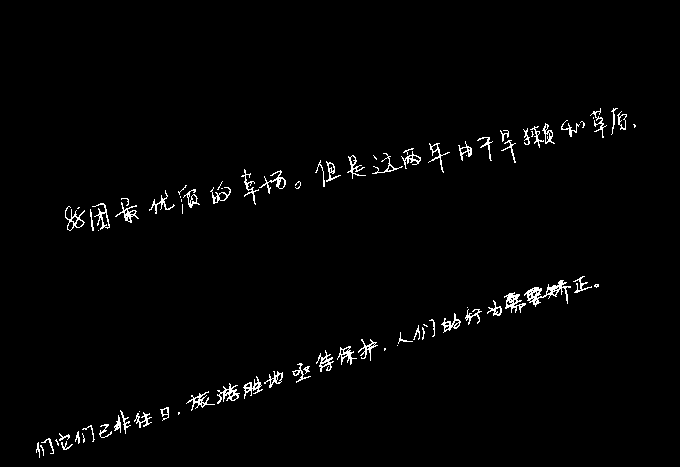 88团最优质的草场。但是这两年由于旱獭和草原,
们它们已非往日,旅游胜地亟待保护,人们的行为需要矫正。